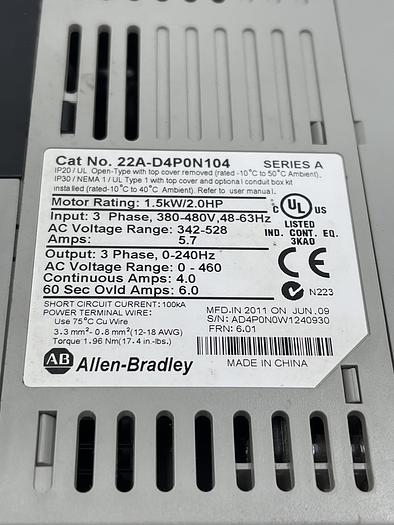 Cat No. 22A-D4P0N104 SERIES A
IP20 / UL Open-Type with top cover removed (rated -10°C to 50°C Ambient).
IP30 / NEMA 1 / UL Type 1 with top cover and optional conduit box kit
installed (rated-10°C to 40°C Ambient). Refer to user manual.
Motor Rating: 1.5kW/2.0HP
Input: 3 Phase, 380-480V,48-63Hz
AC Voltage Range: 342-528
Amps: 5.7
Output: 3 Phase, 0-240Hz
AC Voltage Range: 0 - 460
Continuous Amps: 4.0
60 Sec Ovld Amps: 6.0
C UL US
LISTED
IND. CONT. EQ.
3KA0
CE
N223
SHORT CIRCUIT CURRENT: 100kA
POWER TERMINAL WIRE:
Use 75°C Cu Wire
3.3 mm²- 0.8 mm²(12-18 AWG)
Torque 1.96 Nm(17.4 in.-lbs.)
MFD.IN 2011 ON JUN.09
S/N: AD4P0N0W1240930
FRN: 6.01
AB Allen-Bradley
MADE IN CHINA